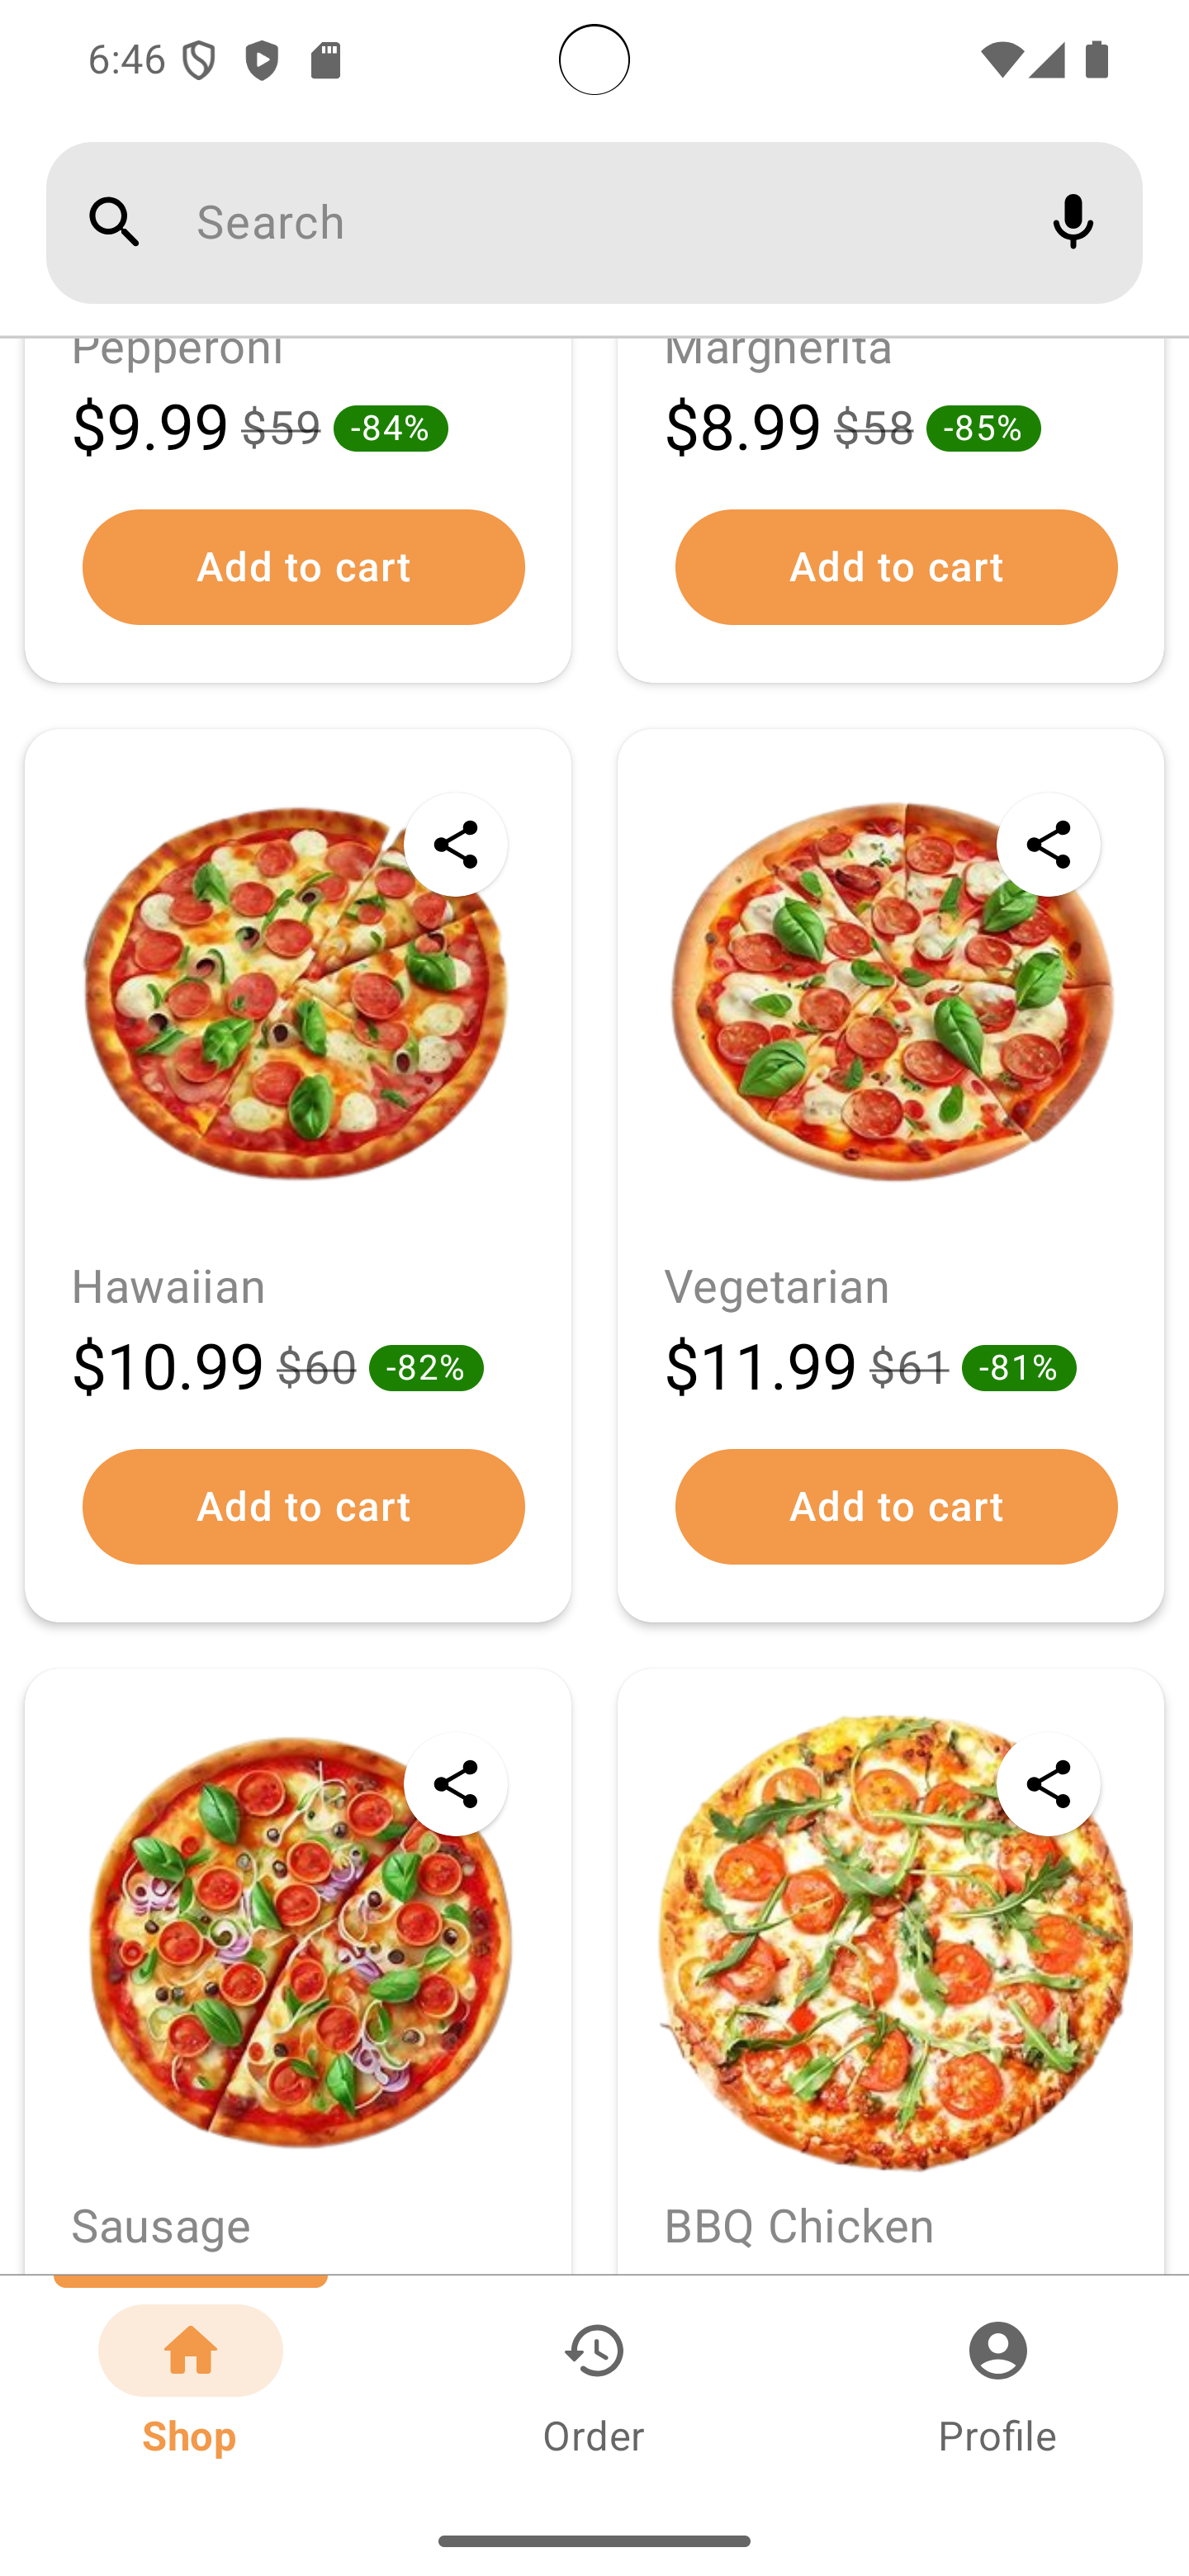 6:46
Search
Pepperoni
$9.99 $59 -84%
Add to cart
Margherita
$8.99 $58 -85%
Add to cart
Hawaiian
$10.99 $60 -82%
Add to cart
Vegetarian
$11.99 $61 -81%
Add to cart
Sausage
BBQ Chicken
Shop
Order
Profile